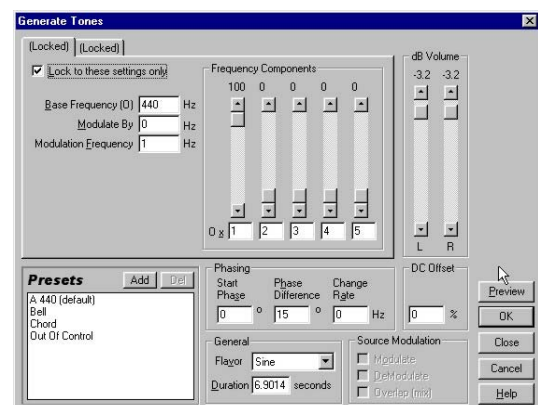 Generate Tones
(Locked) (Locked)
Lock to these settings only
Base Frequency (O) 440 Hz
Modulate By 0 Hz
Modulation Frequency 1 Hz
Frequency Components
100 0 0 0 0
O x 1 2 3 4 5
dB Volume
-3.2 -3.2
L R
Presets Add Del
A 440 (default)
Bell
Chord
Out Of Control
Phasing
Start Phase Phase Difference Change Rate
0 ° 15 ° 0 Hz
DC Offset
0 %
General
Flavor Sine
Duration 6.9014 seconds
Source Modulation
Modulate
DeModulate
Overlap (mix)
Preview
OK
Close
Cancel
Help